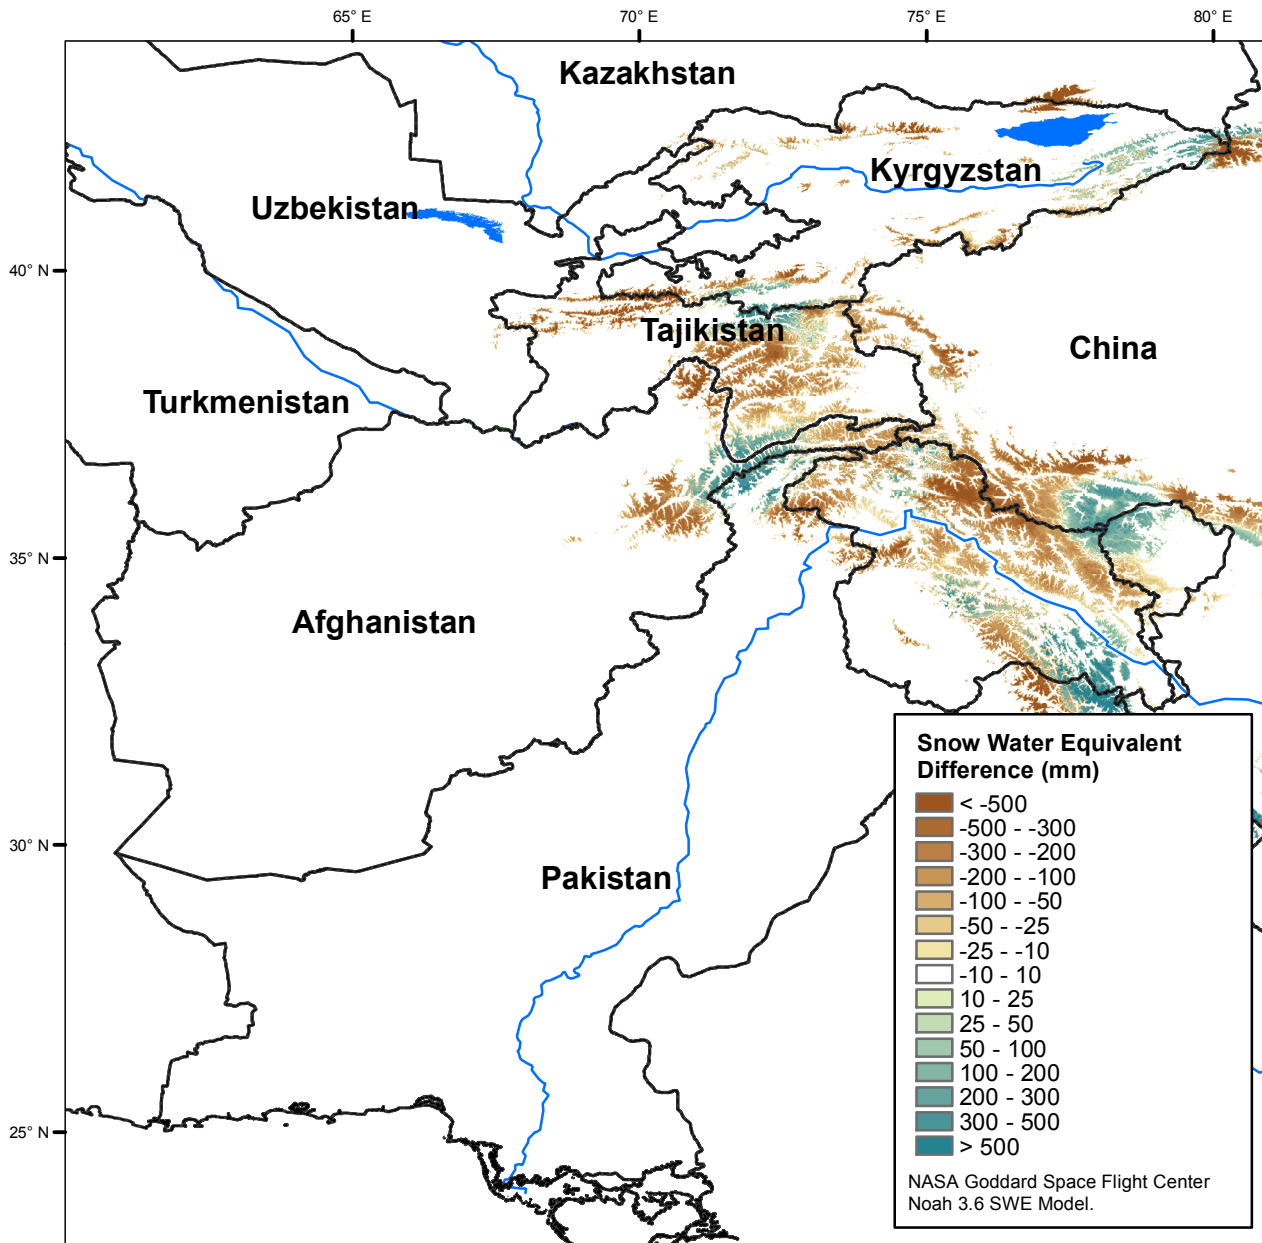 65° E
70° E
75° E
80° E
Kazakhstan
Kyrgyzstan
Uzbekistan
40° N
Tajikistan
China
Turkmenistan
35° N
Afghanistan
30° N
Pakistan
25° N
Snow Water Equivalent
Difference (mm)
< -500
-500 - -300
-300 - -200
-200 - -100
-100 - -50
-50 - -25
-25 - -10
-10 - 10
10 - 25
25 - 50
50 - 100
100 - 200
200 - 300
300 - 500
> 500
NASA Goddard Space Flight Center
Noah 3.6 SWE Model.